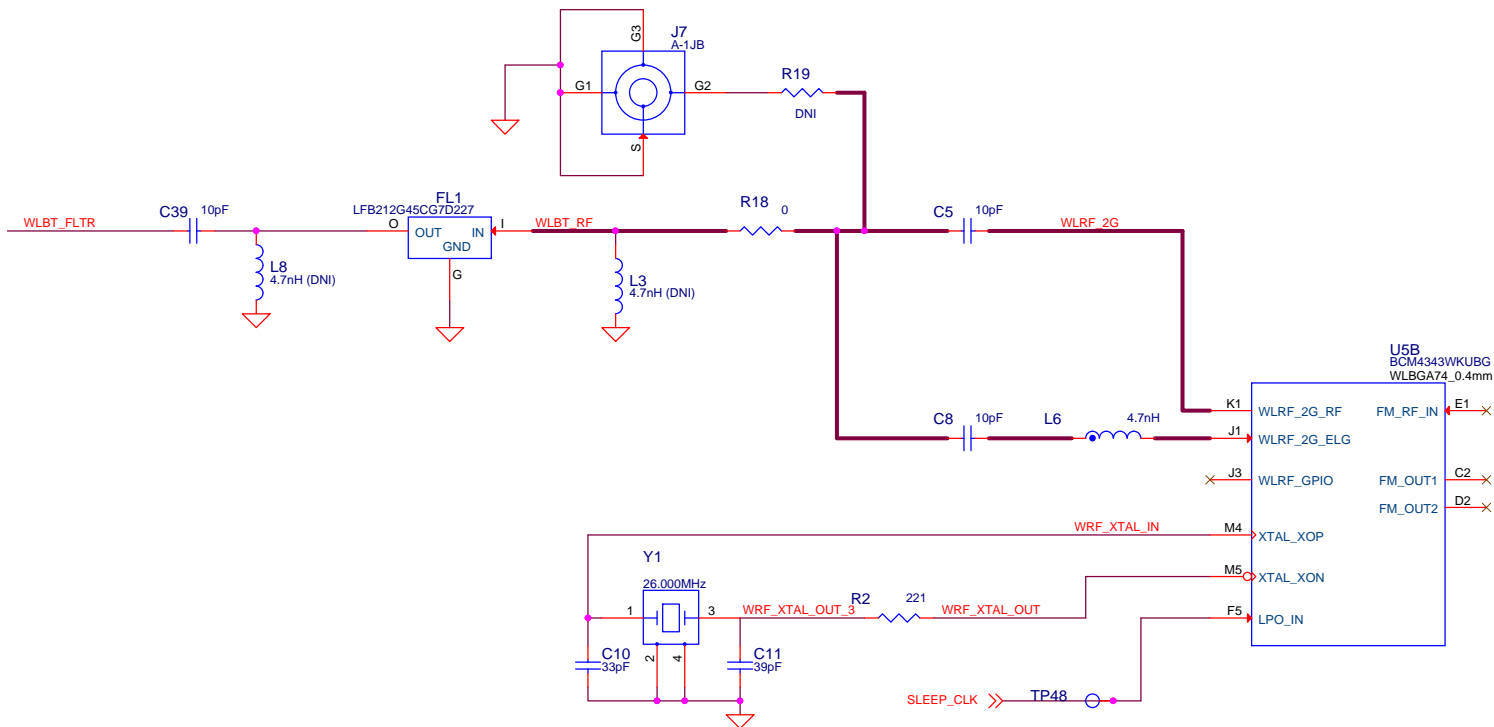 G3
J7
A-1JB
R19
G1
G2
DNI
S
C39
10pF
FL1
LFB212G45CG7D227
R18
0
C5
10pF
WLBT_FLTR
O
OUT
IN
I
GND
WLBT_RF
WLRF_2G
L8
4.7nH (DNI)
G
L3
4.7nH (DNI)
U5B
BCM4343WKUBG
WLBGA74_0.4mm
C8
10pF
L6
4.7nH
K1
WLRF_2G_RF
FM_RF_IN
E1
J1
WLRF_2G_ELG
J3
WLRF_GPIO
FM_OUT1
C2
FM_OUT2
D2
WRF_XTAL_IN
M4
XTAL_XOP
Y1
26.000MHz
M5
XTAL_XON
1
3
WRF_XTAL_OUT_3
R2
221
WRF_XTAL_OUT
F5
LPO_IN
C10
33pF
2
4
C11
39pF
SLEEP_CLK
TP48